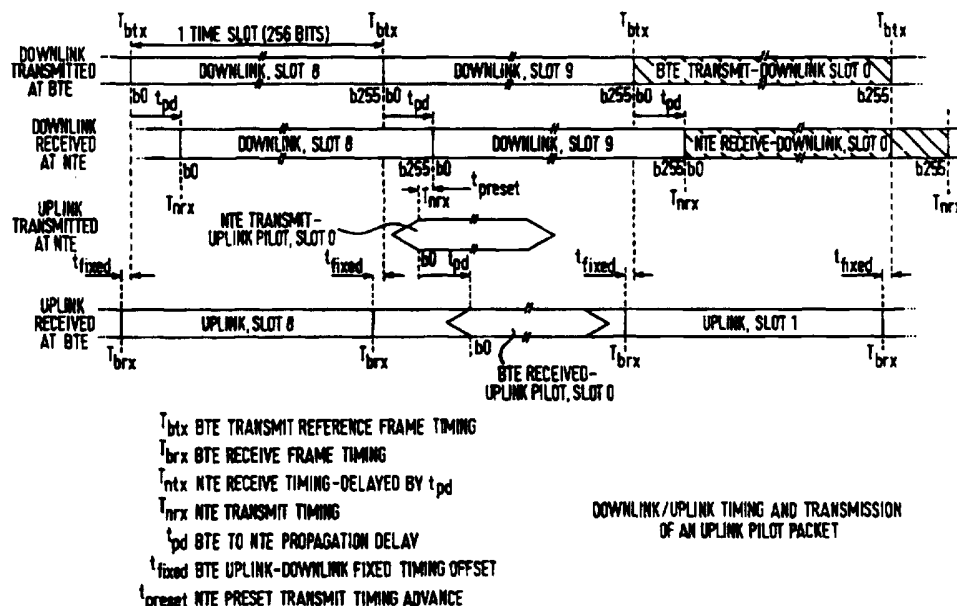 Tbtx Tbtx Tbtx Tbtx
1 TIME SLOT (256 BITS)
DOWNLINK TRANSMITTED AT BTE
DOWNLINK, SLOT 8 DOWNLINK, SLOT 9 BTE TRANSMIT-DOWNLINK SLOT 0
b0 tpd b255 b0 tpd b255 b0 tpd b255
DOWNLINK RECEIVED AT NTE
DOWNLINK, SLOT 8 DOWNLINK, SLOT 9 NTE RECEIVE-DOWNLINK, SLOT 0
b0 b255 b0 b255 b0 b255
Tnrx Tnrx tpreset Tnrx Tnrx
UPLINK TRANSMITTED AT NTE
NTE TRANSMIT-
UPLINK PILOT, SLOT 0
b0 tpd
tfixed tfixed tfixed tfixed
UPLINK RECEIVED AT BTE
UPLINK, SLOT 8 UPLINK, SLOT 1
b0
Tbrx Tbrx Tbrx Tbrx
BTE RECEIVED-
UPLINK PILOT, SLOT 0
Tbtx BTE TRANSMIT REFERENCE FRAME TIMING
Tbrx BTE RECEIVE FRAME TIMING
Tntx NTE RECEIVE TIMING-DELAYED BY tpd
Tnrx NTE TRANSMIT TIMING
tpd BTE TO NTE PROPAGATION DELAY
tfixed BTE UPLINK-DOWNLINK FIXED TIMING OFFSET
tpreset NTE PRESET TRANSMIT TIMING ADVANCE
DOWNLINK/UPLINK TIMING AND TRANSMISSION
OF AN UPLINK PILOT PACKET